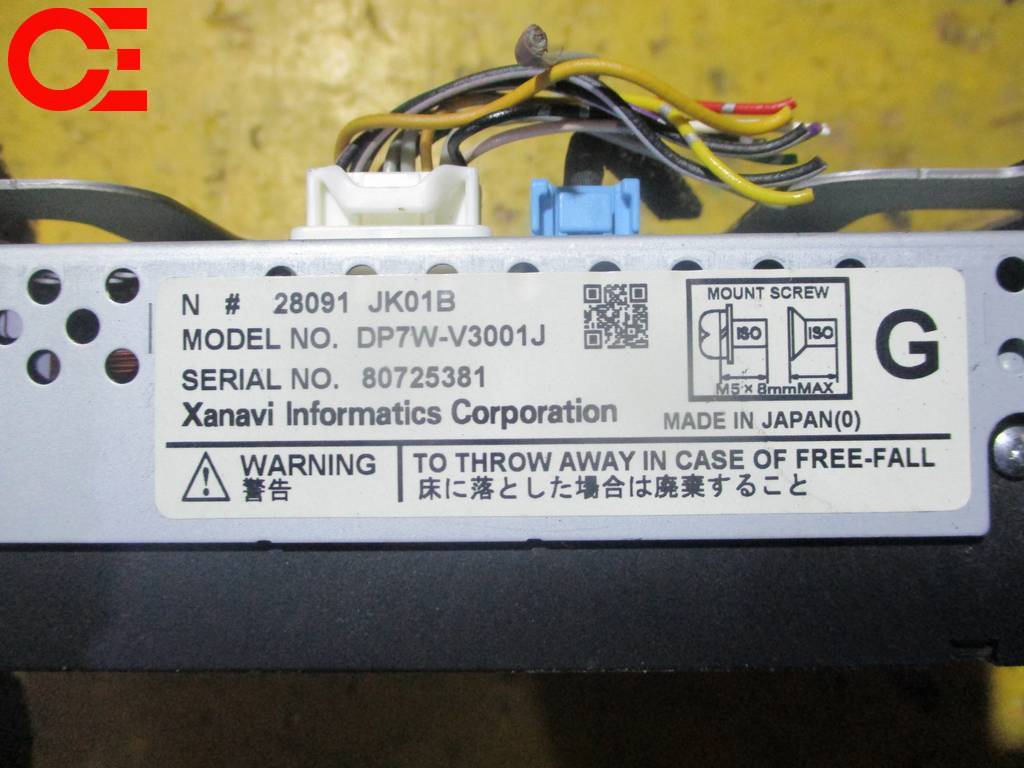 CE
N # 28091 JK01B
MODEL NO. DP7W-V3001J
SERIAL NO. 80725381
Xanavi Informatics Corporation
MOUNT SCREW
ISO ISO
M5×8mmMAX
G
MADE IN JAPAN(0)
WARNING
警告
TO THROW AWAY IN CASE OF FREE-FALL
床に落とした場合は廃棄すること